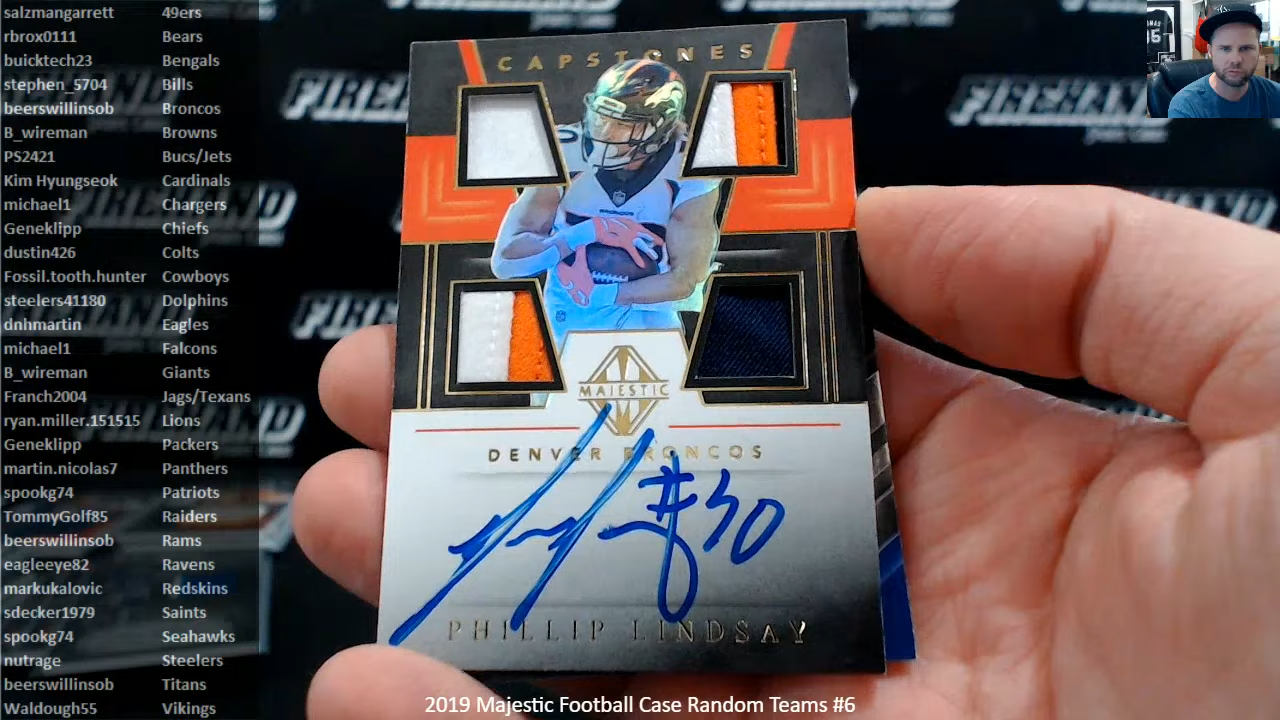 salzmangarrett 49ers
rbrox0111 Bears
buicktech23 Bengals
stephen_5704 Bills
beerswillinsob Broncos
B_wireman Browns
PS2421 Bucs/Jets
Kim Hyungseok Cardinals
michael1 Chargers
Geneklipp Chiefs
dustin426 Colts
Fossil.tooth.hunter Cowboys
steelers41180 Dolphins
dnhmartin Eagles
michael1 Falcons
B_wireman Giants
Franch2004 Jags/Texans
ryan.miller.151515 Lions
Geneklipp Packers
martin.nicolas7 Panthers
spookg74 Patriots
TommyGolf85 Raiders
beerswillinsob Rams
eagleeye82 Ravens
markukalovic Redskins
sdecker1979 Saints
spookg74 Seahawks
nutrage Steelers
beerswillinsob Titans
Waldough55 Vikings
CAPSTONES
MAJESTIC
DENVER BRONCOS
#30
PHILLIP LINDSAY
FIREHAND
FIREHAND
15
2019 Majestic Football Case Random Teams #6